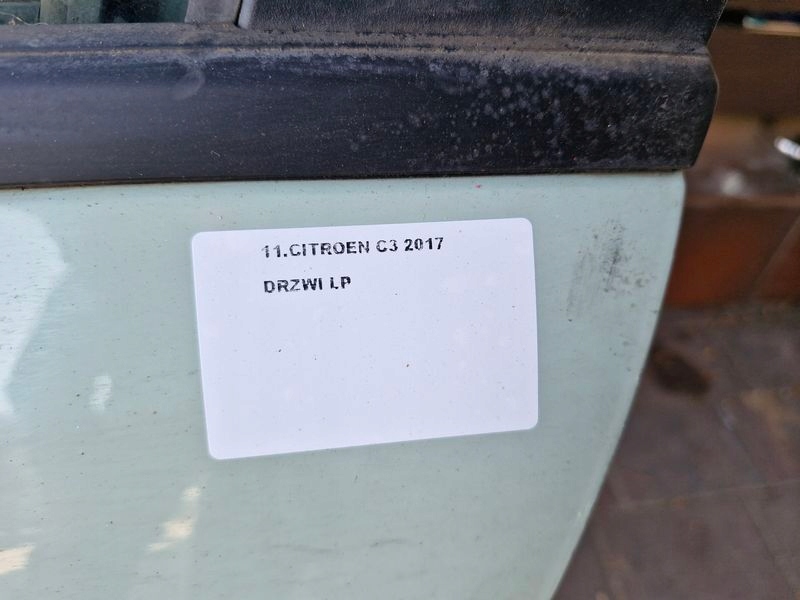 11.CITROEN C3 2017
DRZWI LP